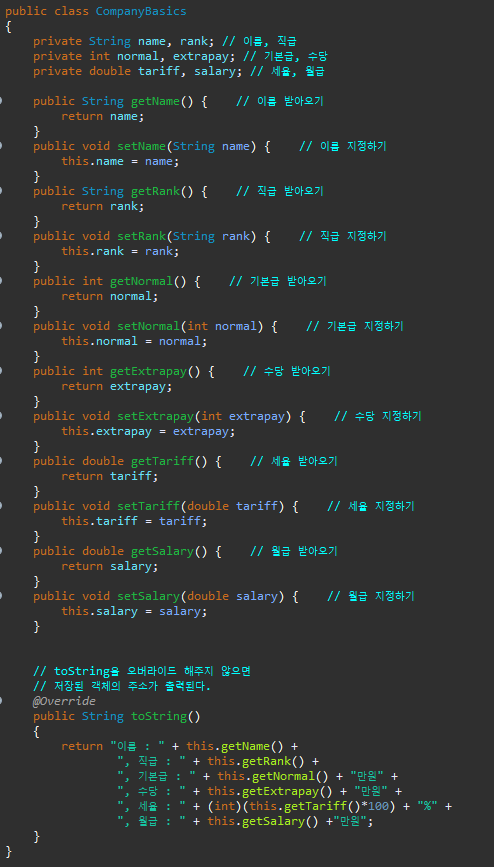 public class CompanyBasics
{
    private String name, rank; // 이름, 직급
    private int normal, extrapay; // 기본급, 수당
    private double tariff, salary; // 세율, 월급

    public String getName() {    // 이름 받아오기
        return name;
    }
    public void setName(String name) {    // 이름 지정하기
        this.name = name;
    }
    public String getRank() {    // 직급 받아오기
        return rank;
    }
    public void setRank(String rank) {    // 직급 지정하기
        this.rank = rank;
    }
    public int getNormal() {    // 기본급 받아오기
        return normal;
    }
    public void setNormal(int normal) {    // 기본급 지정하기
        this.normal = normal;
    }
    public int getExtrapay() {    // 수당 받아오기
        return extrapay;
    }
    public void setExtrapay(int extrapay) {    // 수당 지정하기
        this.extrapay = extrapay;
    }
    public double getTariff() {    // 세율 받아오기
        return tariff;
    }
    public void setTariff(double tariff) {    // 세율 지정하기
        this.tariff = tariff;
    }
    public double getSalary() {    // 월급 받아오기
        return salary;
    }
    public void setSalary(double salary) {    // 월급 지정하기
        this.salary = salary;
    }


    // toString을 오버라이드 해주지 않으면
    // 저장된 객체의 주소가 출력된다.
    @Override
    public String toString()
    {
        return "이름 : " + this.getName() +
                ", 직급 : " + this.getRank() +
                ", 기본급 : " + this.getNormal() + "만원" +
                ", 수당 : " + this.getExtrapay() + "만원" +
                ", 세율 : " + (int)(this.getTariff()*100) + "%" +
                ", 월급 : " + this.getSalary() +"만원";
    }
}